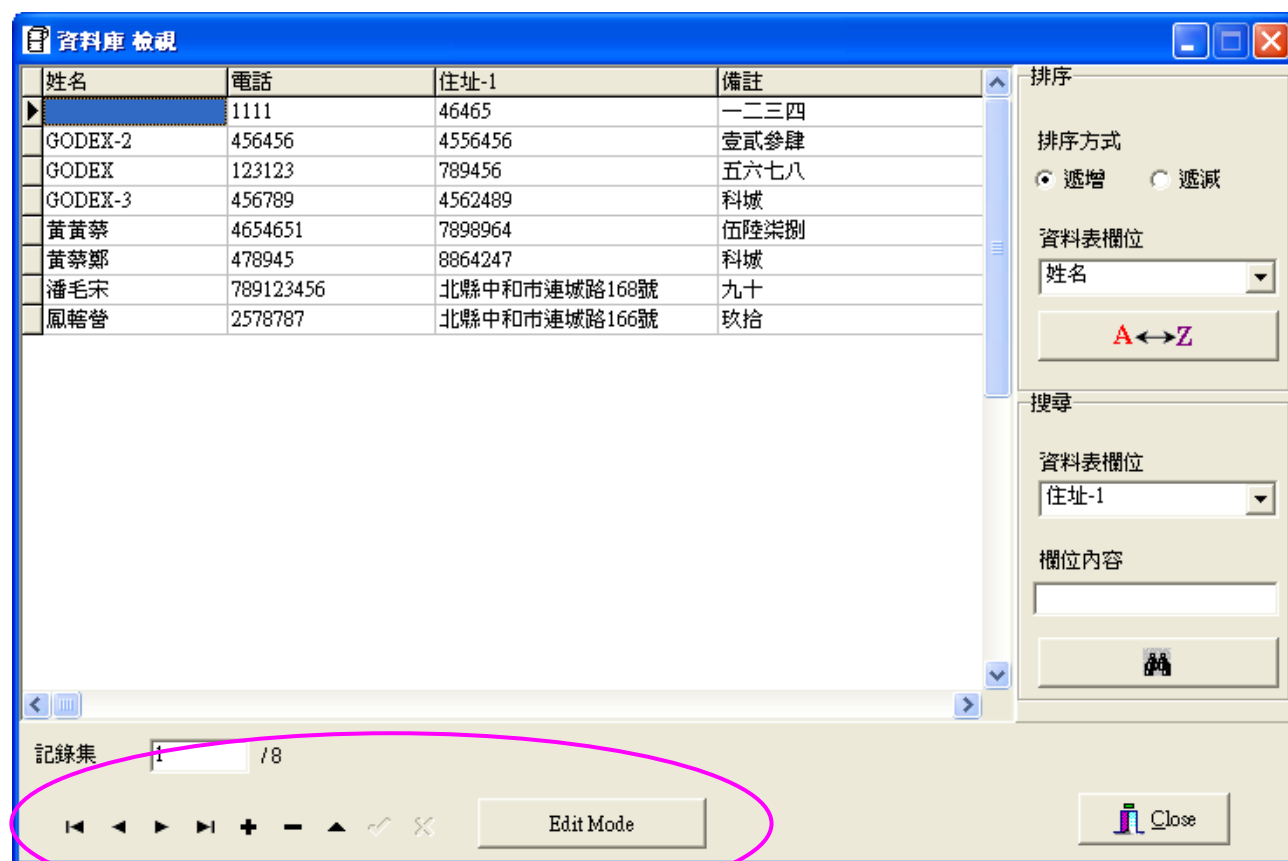 資料庫 檢視
姓名 電話 住址-1 備註
1111 46465 一二三四
GODEX-2 456456 4556456 壹貳參肆
GODEX 123123 789456 五六七八
GODEX-3 456789 4562489 科城
黃黃蔡 4654651 7898964 伍陸柒捌
黃蔡鄭 478945 8864247 科城
潘毛宋 789123456 北縣中和市連城路168號 九十
鳳轄營 2578787 北縣中和市連城路166號 玖拾
排序
排序方式
遞增 遞減
資料表欄位
姓名
A↔Z
搜尋
資料表欄位
住址-1
欄位內容
記錄集 1 /8
Edit Mode
Close